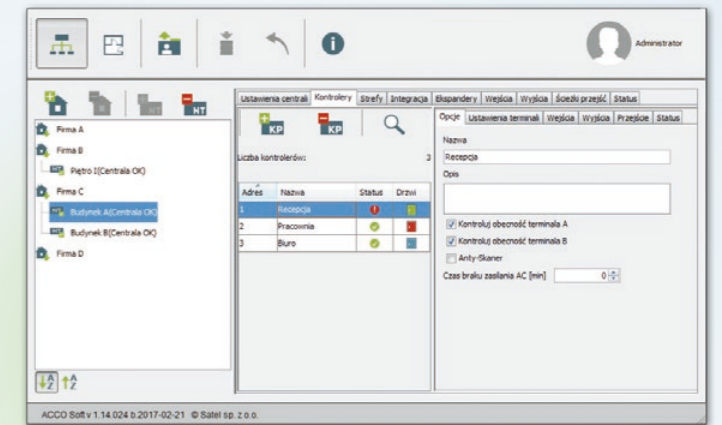 Administrator
NT
NT
KP
KP
Ustawienia centrali Kontrolery Strefy Integracja Ekspandery Wejścia Wyjścia Ścieżki przejść Status
Opcje Ustawienia terminali Wejścia Wyjścia Przejście Status
Firma A
Firma B
Piętro I(Centrala OK)
Firma C
Budynek A(Centrala OK)
Budynek B(Centrala OK)
Firma D
Liczba kontrolerów: 3
Adres Nazwa Status Drzwi
1 Recepcja
2 Pracownia
3 Biuro
Nazwa
Recepcja
Opis
Kontroluj obecność terminala A
Kontroluj obecność terminala B
Anty-Skaner
Czas braku zasilania AC [min] 0
A Z
A Z
ACCO Soft v 1.14.024 b.2017-02-21 © Satel sp. z o.o.